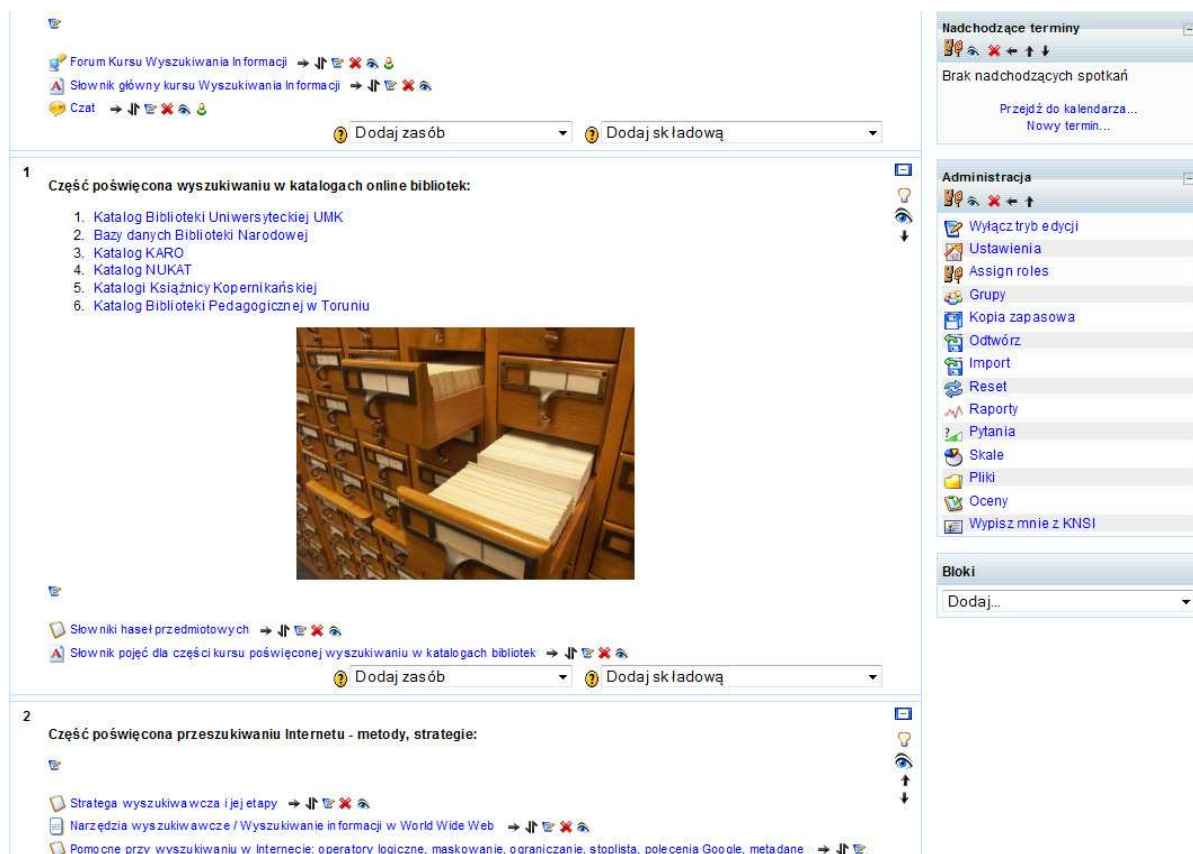 Forum Kursu Wyszukiwania Informacji
Słownik główny kursu Wyszukiwania Informacji
Czat
Dodaj zasób
Dodaj składową
1
Część poświęcona wyszukiwaniu w katalogach online bibliotek:
1. Katalog Biblioteki Uniwersyteckiej UMK
2. Bazy danych Biblioteki Narodowej
3. Katalog KARO
4. Katalog NUKAT
5. Katalogi Książnicy Kopernikańskiej
6. Katalog Biblioteki Pedagogicznej w Toruniu
Słowniki haseł przedmiotowych
Słownik pojęć dla części kursu poświęconej wyszukiwaniu w katalogach bibliotek
Dodaj zasób
Dodaj składową
2
Część poświęcona przeszukiwaniu Internetu - metody, strategie:
Stratega wyszukiwawcza i jej etapy
Narzędzia wyszukiwawcze / Wyszukiwanie informacji w World Wide Web
Pomocne przy wyszukiwaniu w Internecie: operatory logiczne, maskowanie, ograniczanie, stoplista, polecenia Google, metadane
Nadchodzące terminy
Brak nadchodzących spotkań
Przejdź do kalendarza...
Nowy termin...
Administracja
Wyłącz tryb edycji
Ustawienia
Assign roles
Grupy
Kopia zapasowa
Odtwórz
Import
Reset
Raporty
Pytania
Skale
Pliki
Oceny
Wypisz mnie z KNSI
Bloki
Dodaj...